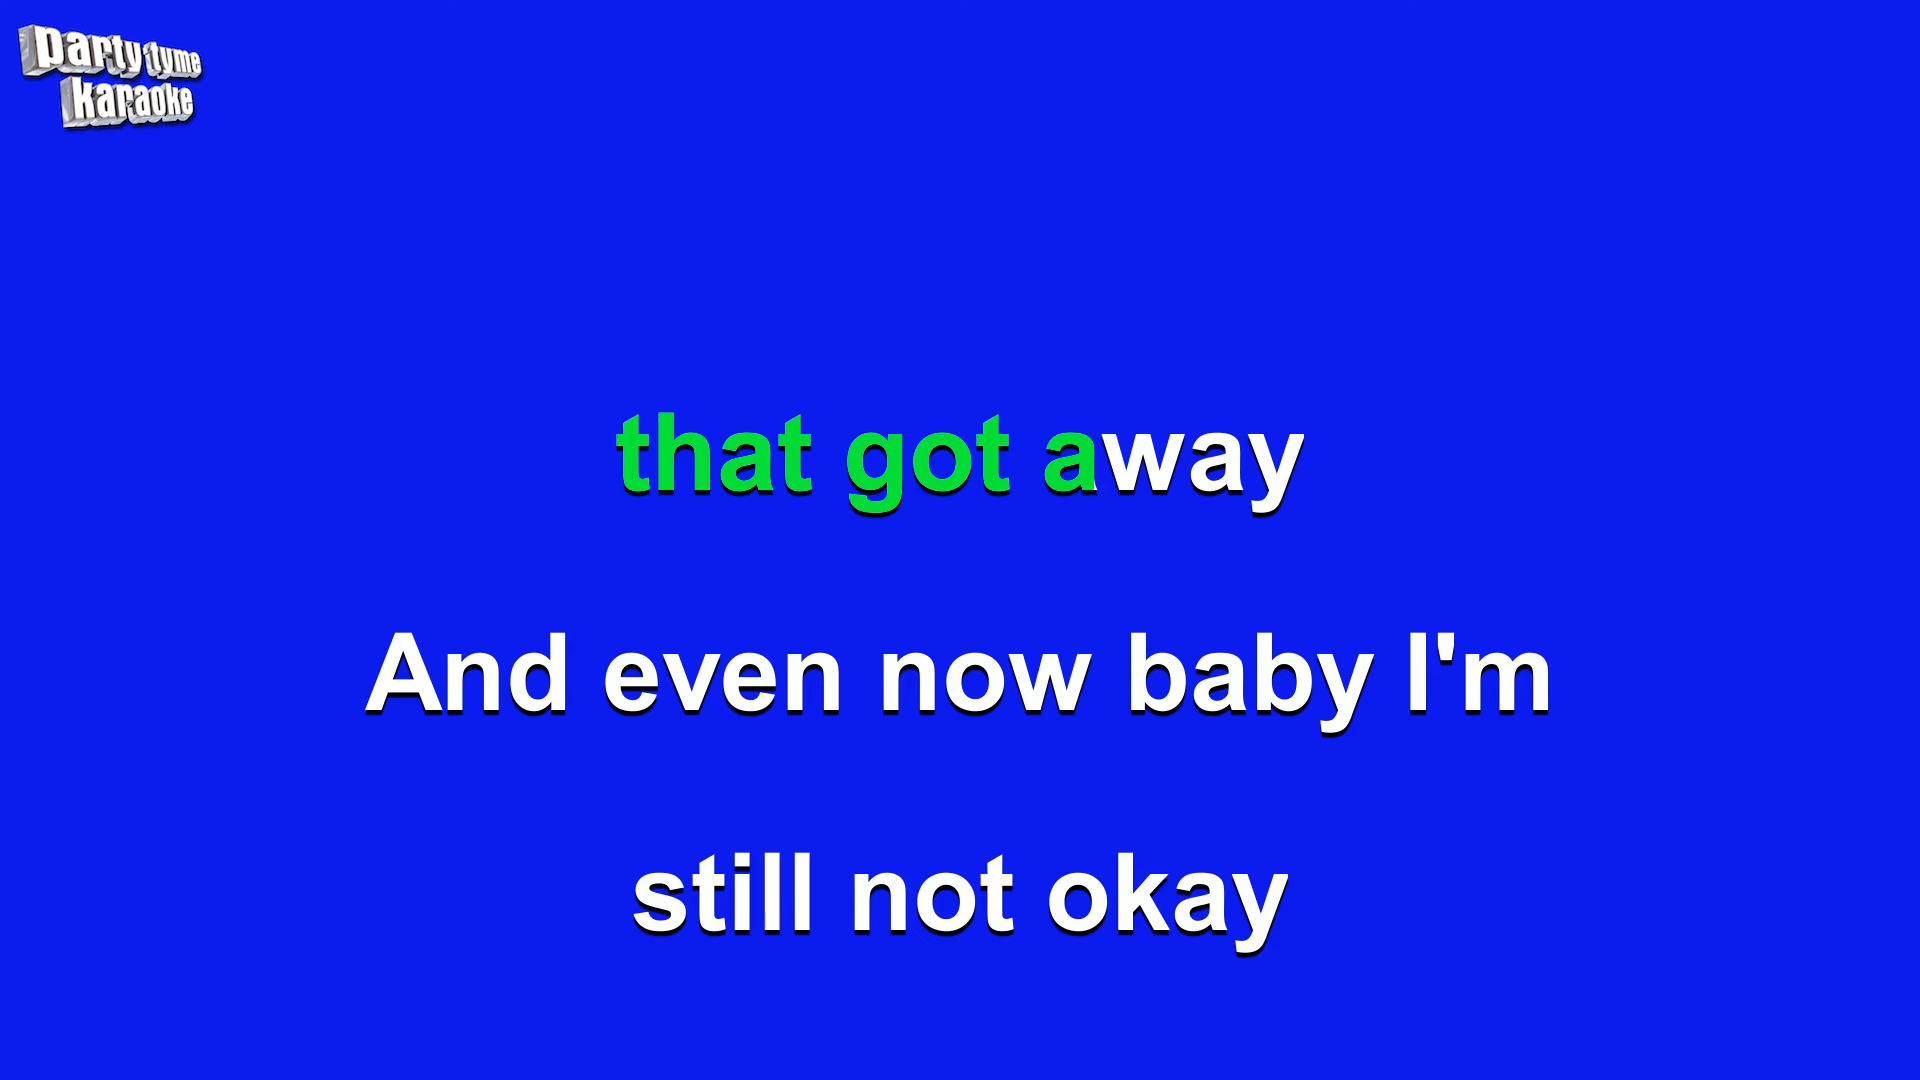 party tyme
karaoke
that got away
And even now baby I'm
still not okay